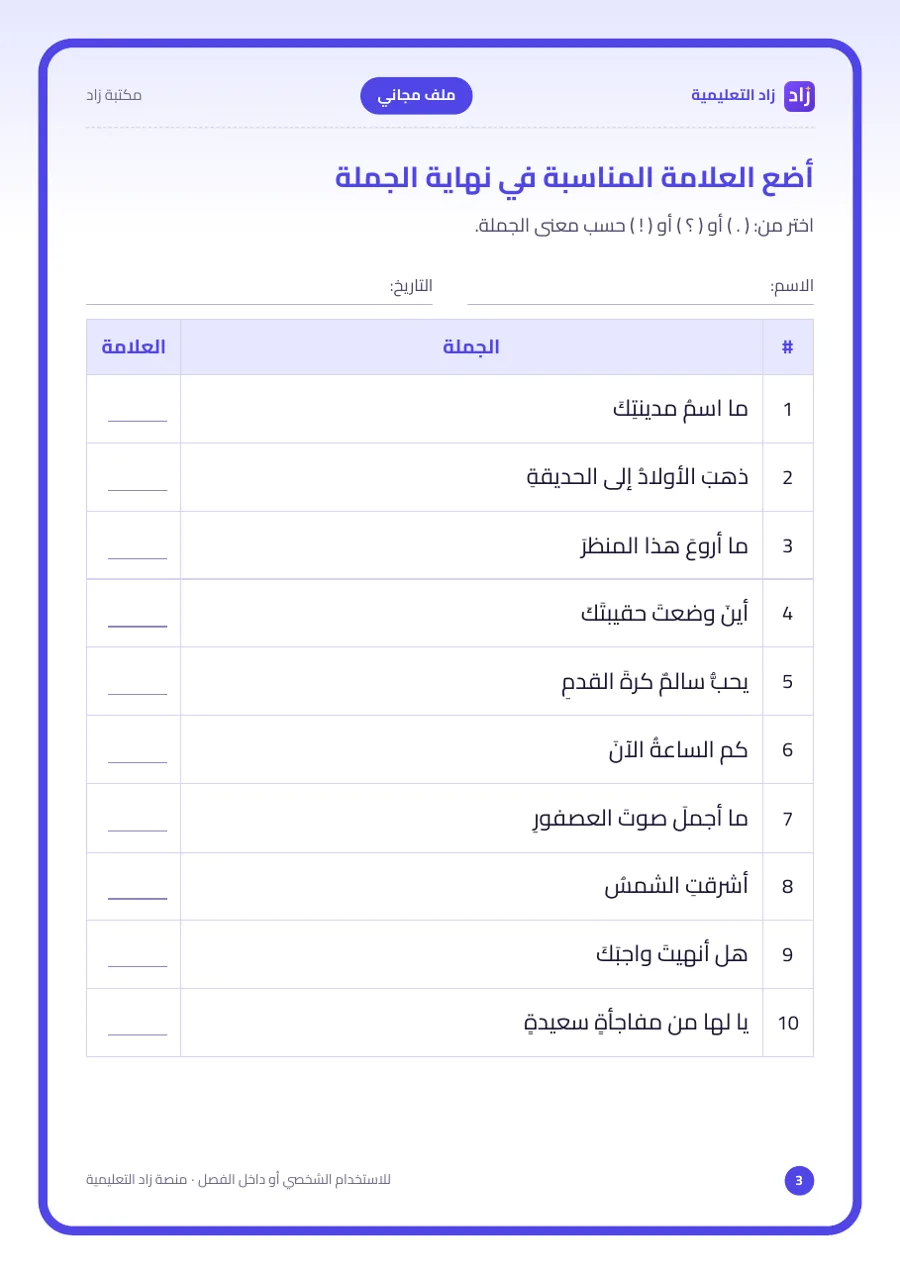 زاد زاد التعليمية
ملف مجاني
مكتبة زاد
أضع العلامة المناسبة في نهاية الجملة
اختر من: ( . ) أو ( ؟ ) أو ( ! ) حسب معنى الجملة.
الاسم: التاريخ:
# الجملة العلامة
1 ما اسمُ مدينتِكَ
2 ذهبَ الأولادُ إلى الحديقةِ
3 ما أروعَ هذا المنظرَ
4 أينَ وضعتَ حقيبتَكَ
5 يحبُّ سالمٌ كرةَ القدمِ
6 كم الساعةُ الآنَ
7 ما أجملَ صوتَ العصفورِ
8 أشرقتِ الشمسُ
9 هل أنهيتَ واجبَكَ
10 يا لها من مفاجأةٍ سعيدةٍ
3
للاستخدام الشخصي أو داخل الفصل · منصة زاد التعليمية